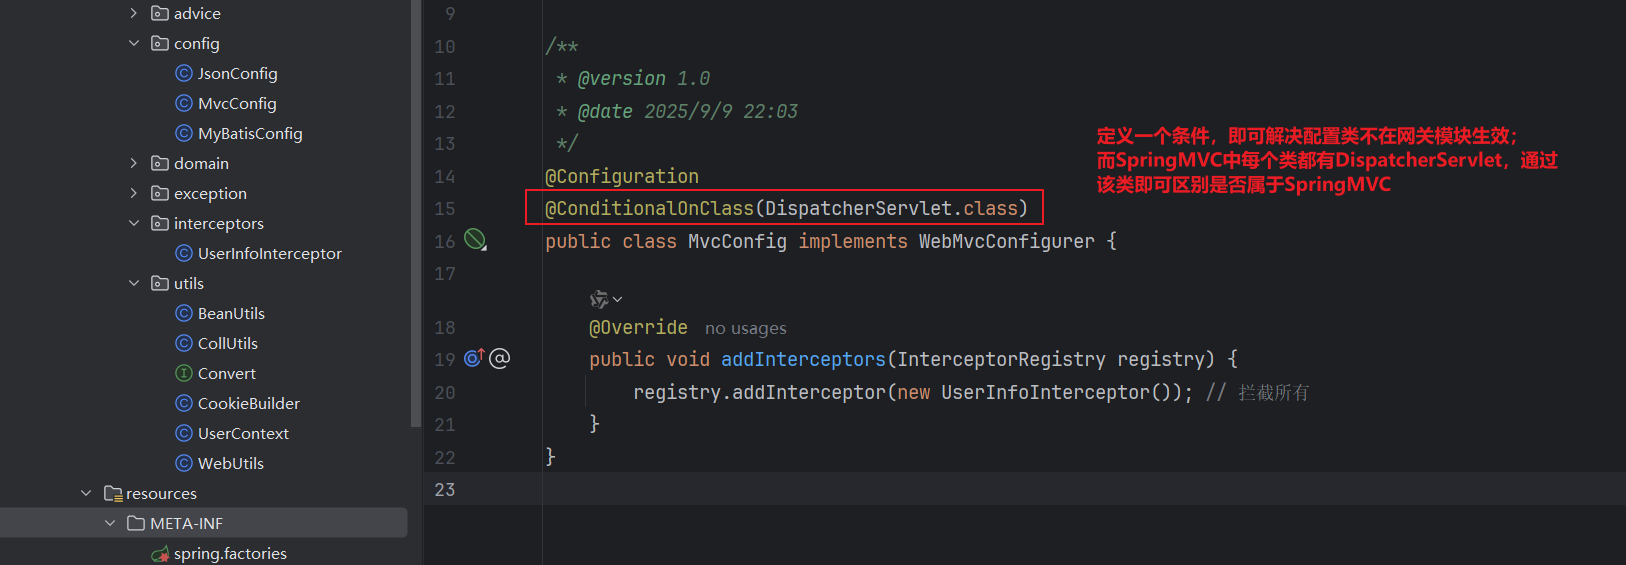 advice
config
JsonConfig
MvcConfig
MyBatisConfig
domain
exception
interceptors
UserInfoInterceptor
utils
BeanUtils
CollUtils
Convert
CookieBuilder
UserContext
WebUtils
resources
META-INF
spring.factories
9
10 /**
11 * @version 1.0
12 * @date 2025/9/9 22:03
13 */
14 @Configuration
15 @ConditionalOnClass(DispatcherServlet.class)
16 public class MvcConfig implements WebMvcConfigurer {
17
18 @Override no usages
19 public void addInterceptors(InterceptorRegistry registry) {
20 registry.addInterceptor(new UserInfoInterceptor()); // 拦截所有
21 }
22 }
23
定义一个条件，即可解决配置类不在网关模块生效；
而SpringMVC中每个类都有DispatcherServlet，通过
该类即可区别是否属于SpringMVC